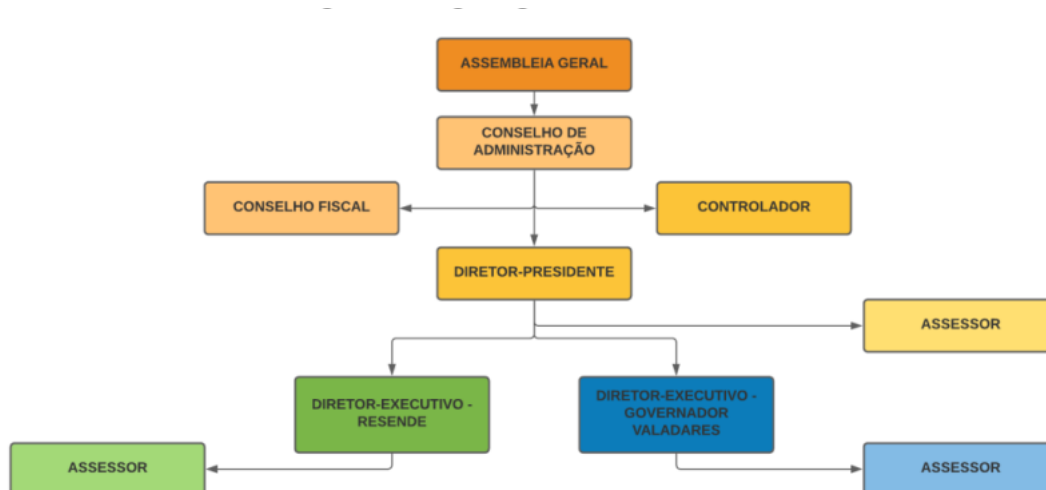 ASSEMBLEIA GERAL
CONSELHO DE
ADMINISTRAÇÃO
CONSELHO FISCAL
CONTROLADOR
DIRETOR-PRESIDENTE
ASSESSOR
DIRETOR-EXECUTIVO -
RESENDE
DIRETOR-EXECUTIVO -
GOVERNADOR
VALADARES
ASSESSOR
ASSESSOR